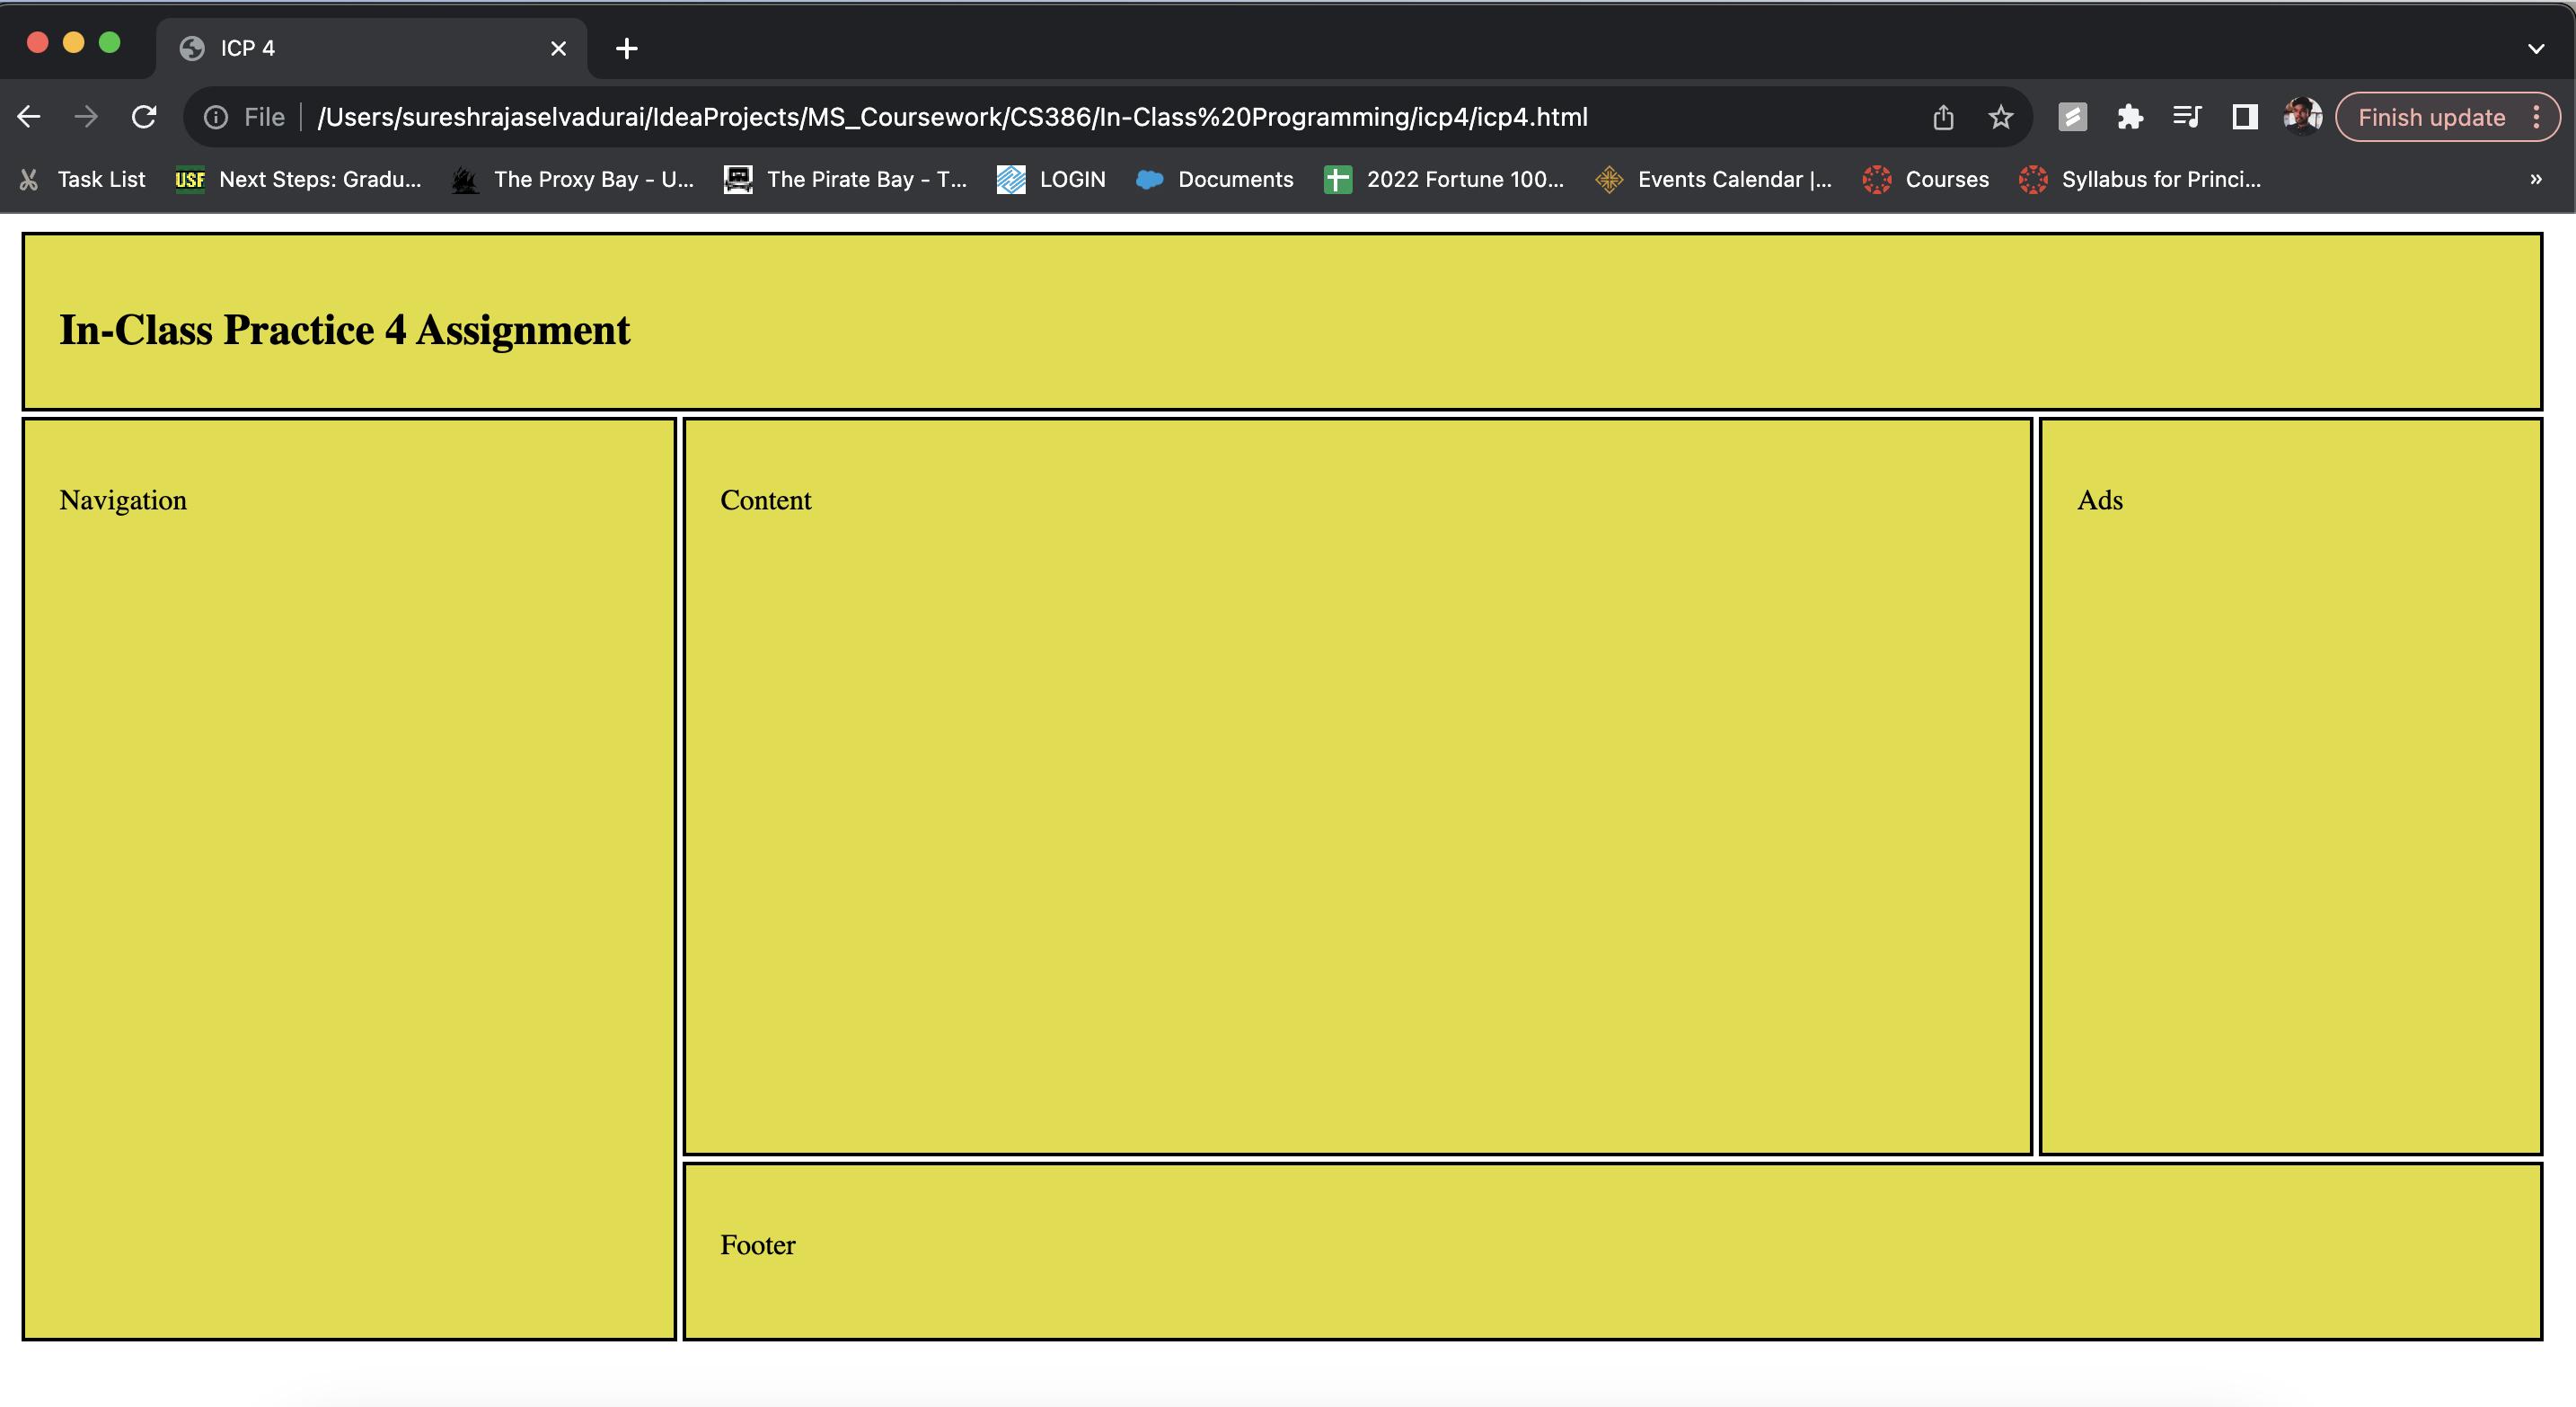 ICP 4
File /Users/sureshrajaselvadurai/IdeaProjects/MS_Coursework/CS386/In-Class%20Programming/icp4/icp4.html Finish update
Task List USF Next Steps: Gradu... The Proxy Bay - U... The Pirate Bay - T... LOGIN Documents 2022 Fortune 100... Events Calendar |... Courses Syllabus for Princi... »
In-Class Practice 4 Assignment
Navigation Content Ads
Footer